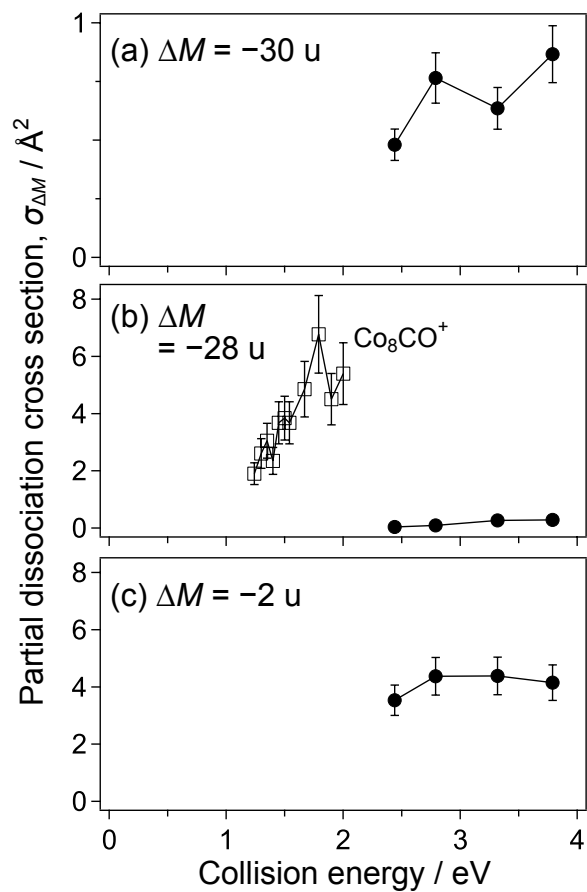 Partial dissociation cross section, σ_ΔM / Å²
1
(a) ΔM = −30 u
0
8
(b) ΔM
= −28 u
Co₈CO⁺
6
4
2
0
8
(c) ΔM = −2 u
6
4
2
0
0 1 2 3 4
Collision energy / eV